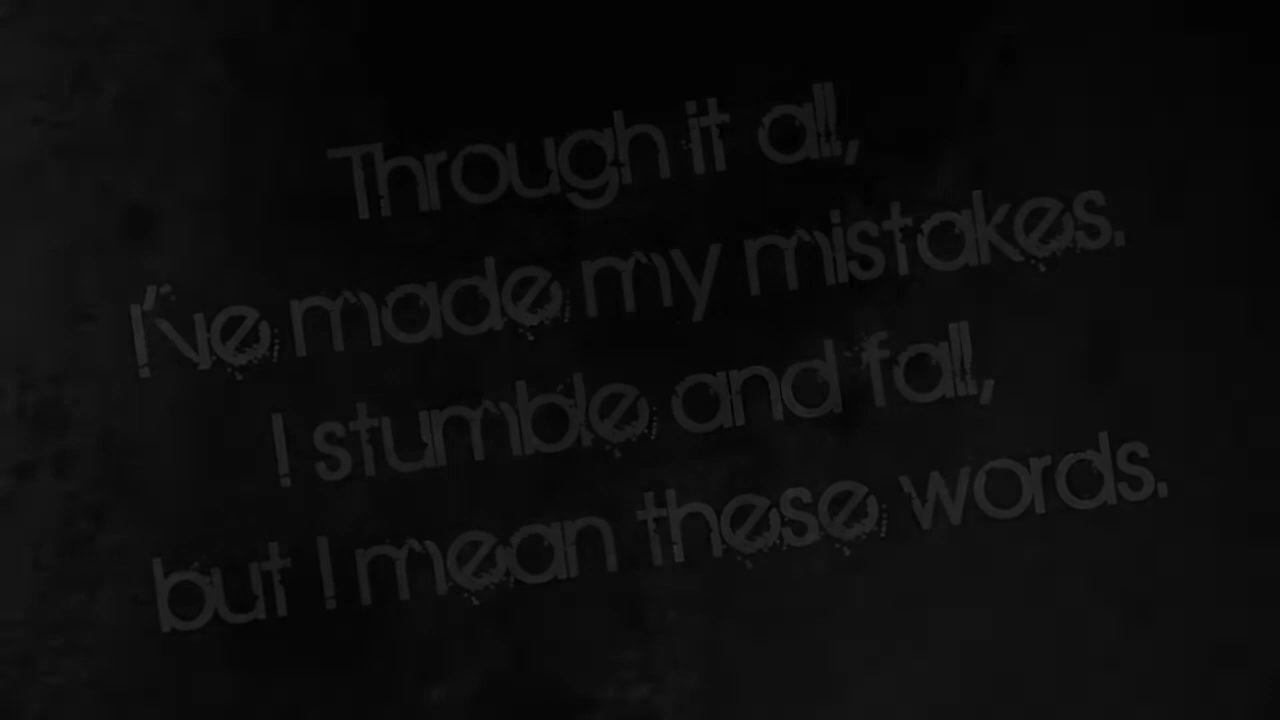 Through it all,
I've made my mistakes.
I stumble and fall,
but I mean these words.